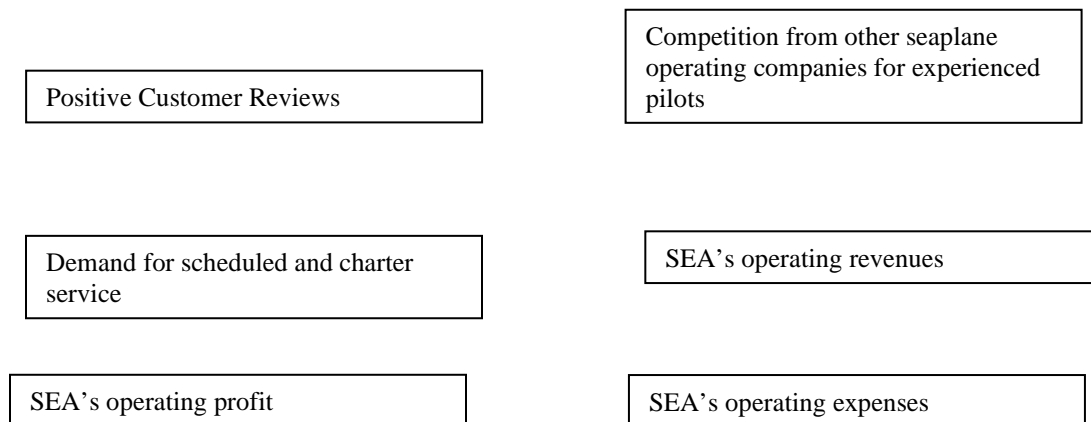 Positive Customer Reviews
Competition from other seaplane
operating companies for experienced
pilots
Demand for scheduled and charter
service
SEA’s operating revenues
SEA’s operating profit
SEA’s operating expenses